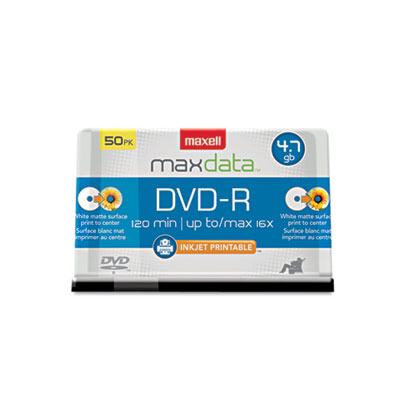 50PK
maxell
4.7
gb
maxdata™
DVD-R
120 min | up to/max 16x
White matte surface
print to center
Surface blanc mat
imprimer au centre
White matte surface
print to center
Surface blanc mat
imprimer au centre
INKJET PRINTABLE
DVD